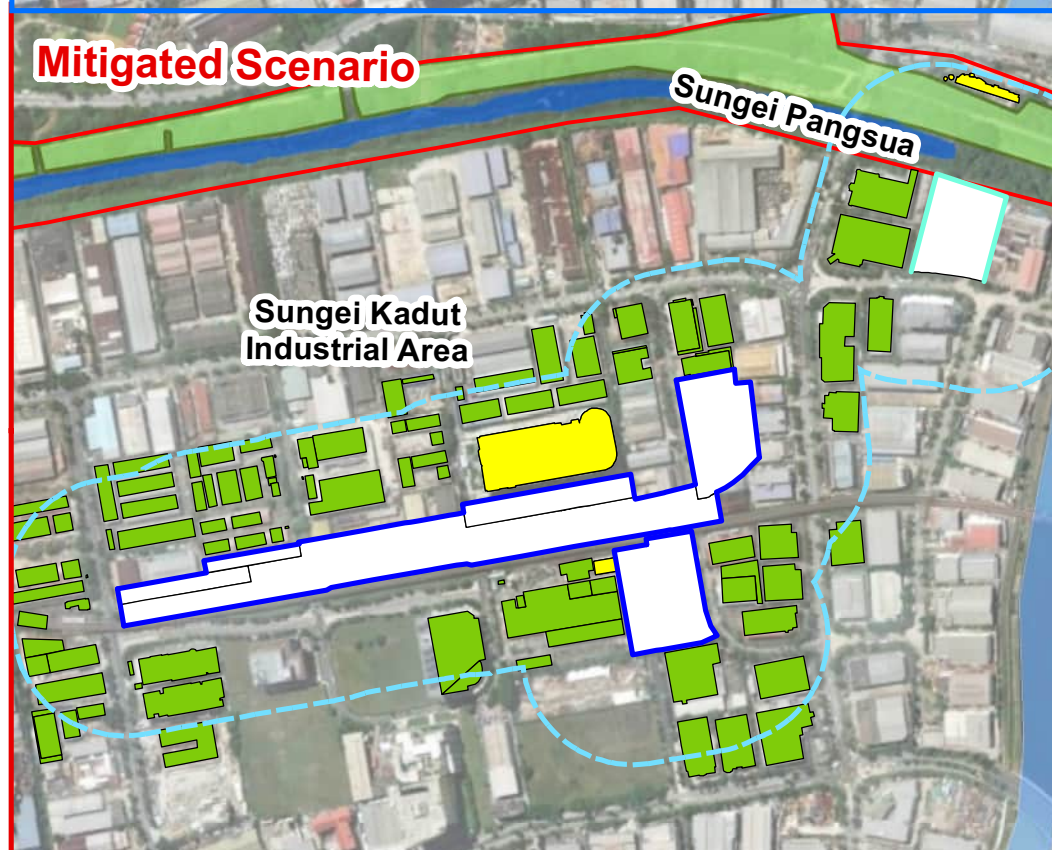 Mitigated Scenario
Sungei Pangsua
Sungei Kadut
Industrial Area